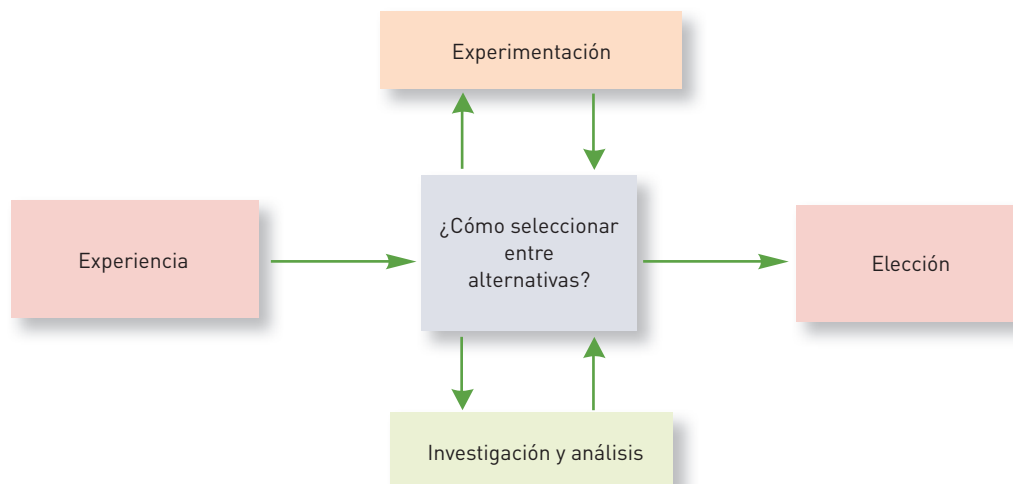 Experimentación
Experiencia
¿Cómo seleccionar
entre
alternativas?
Elección
Investigación y análisis